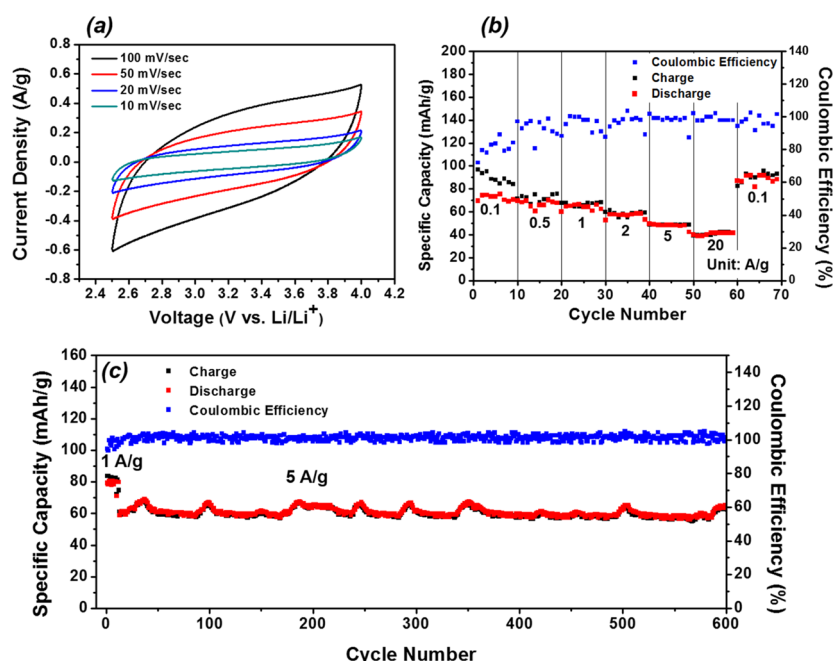 (a)
100 mV/sec
50 mV/sec
20 mV/sec
10 mV/sec
0.8
0.6
0.4
0.2
0.0
-0.2
-0.4
-0.6
-0.8
Current Density (A/g)
2.4 2.6 2.8 3.0 3.2 3.4 3.6 3.8 4.0 4.2
Voltage (V vs. Li/Li+)
(b)
Coulombic Efficiency
Charge
Discharge
200
180
160
140
120
100
80
60
40
20
0
Specific Capacity (mAh/g)
140
120
100
80
60
40
20
0
Coulombic Efficiency (%)
0.1
0.5
1
2
5
20
0.1
Unit: A/g
0 10 20 30 40 50 60 70
Cycle Number
(c)
Charge
Discharge
Coulombic Efficiency
160
140
120
100
80
60
40
20
0
Specific Capacity (mAh/g)
140
120
100
80
60
40
20
0
Coulombic Efficiency (%)
1 A/g
5 A/g
0 100 200 300 400 500 600
Cycle Number